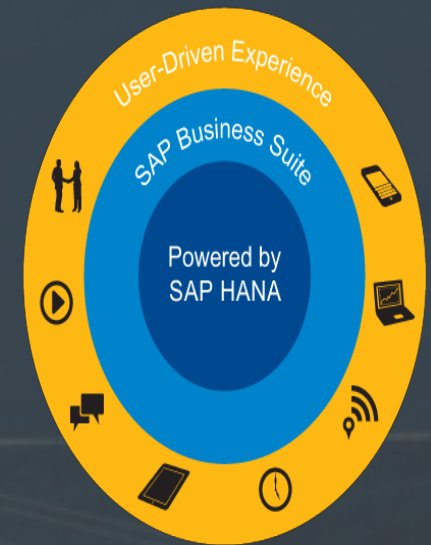 User-Driven Experience
SAP Business Suite
Powered by
SAP HANA